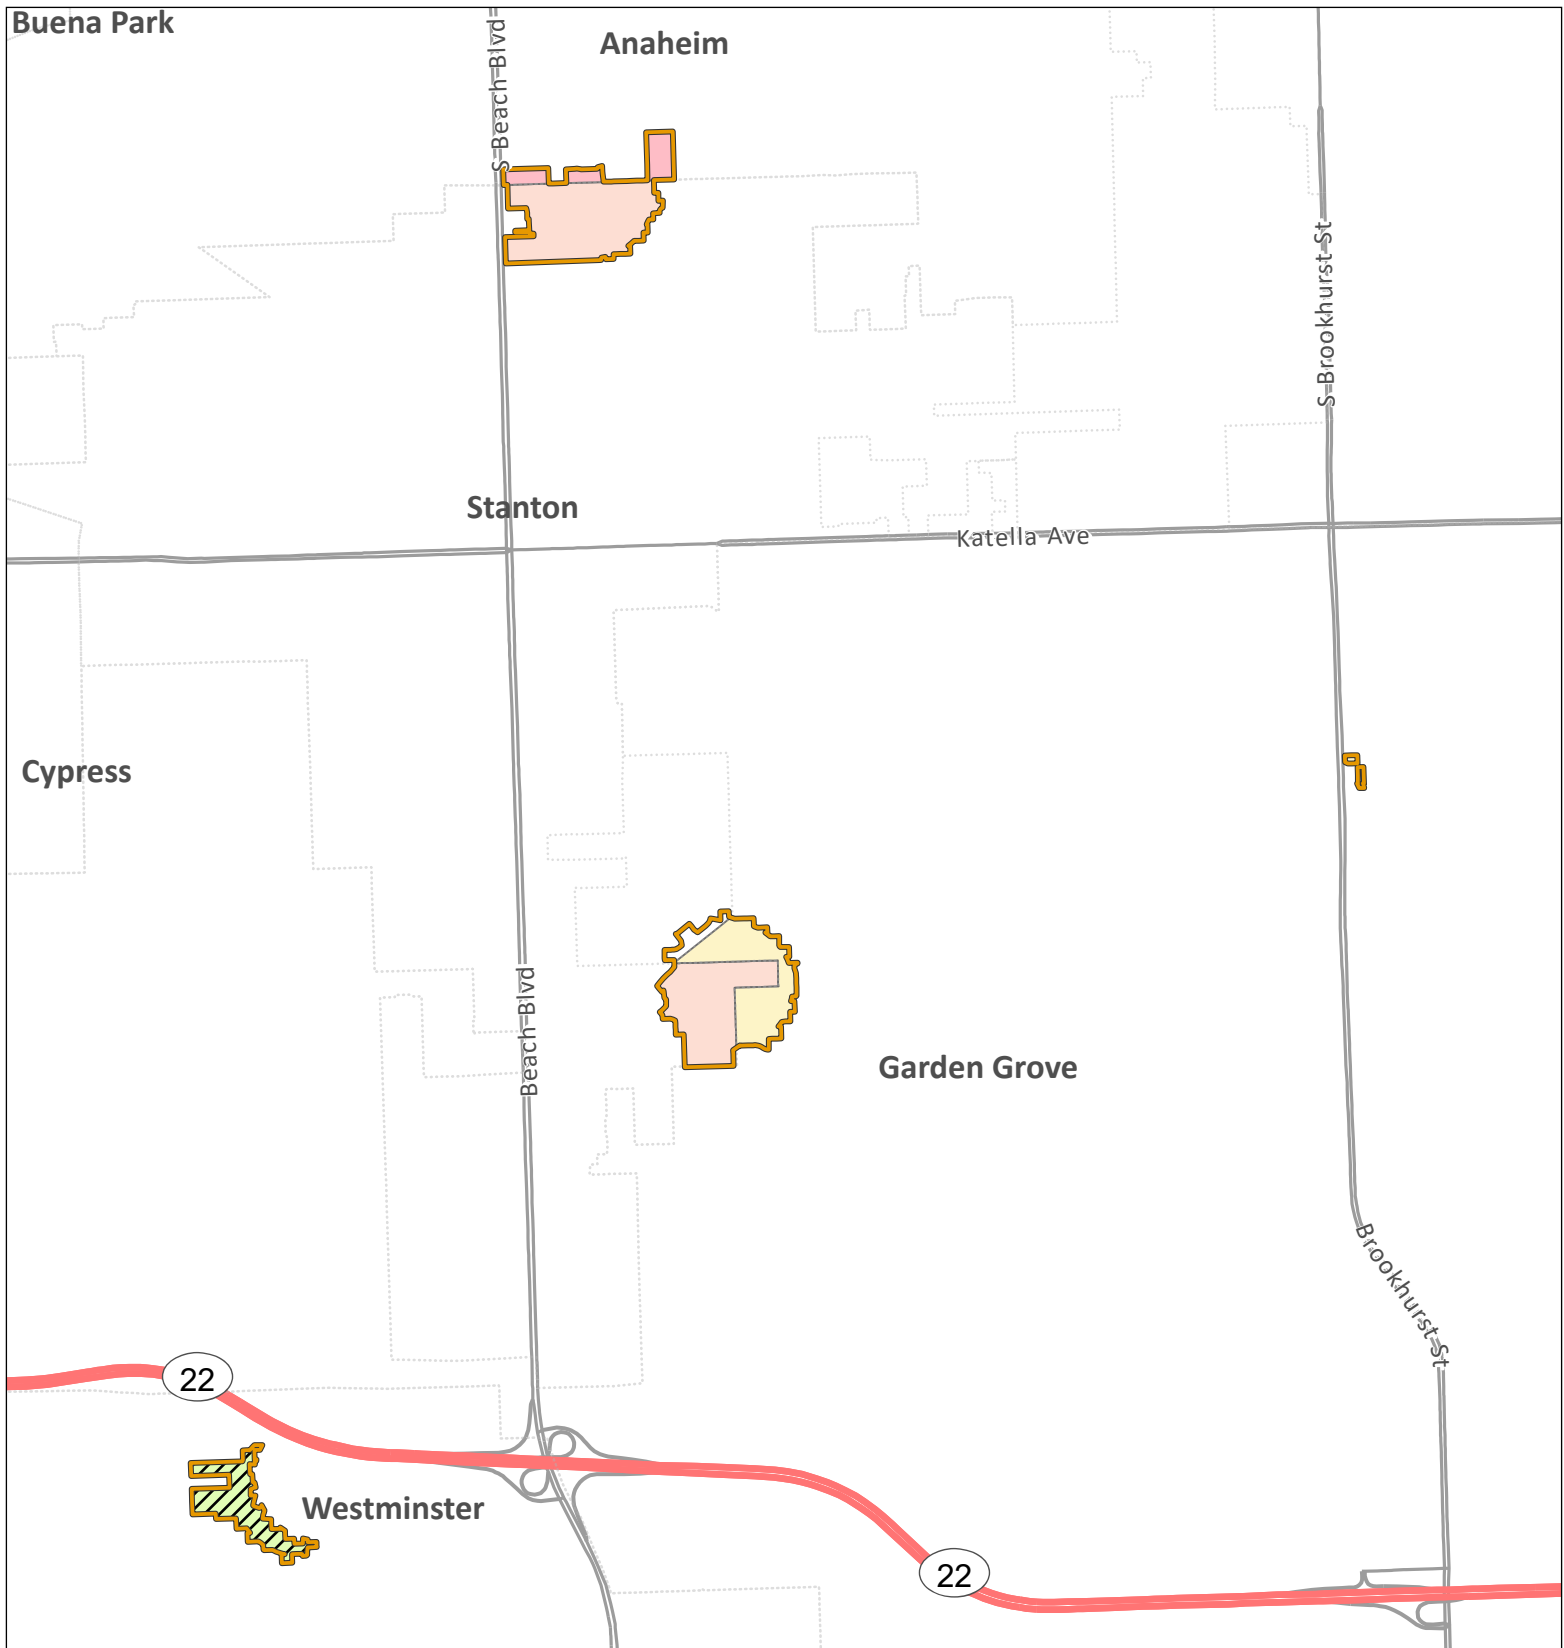 Buena Park
Anaheim
S Beach Blvd
S Brookhurst St
Stanton
Katella Ave
Cypress
Beach Blvd
Garden Grove
Brookhurst St
22
Westminster
22